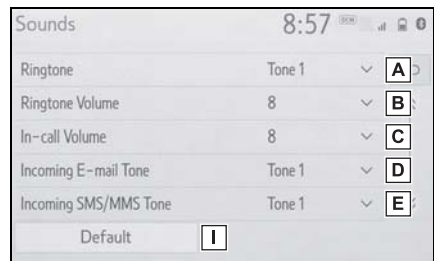 Sounds 8:57 DCM
Ringtone Tone 1 A
Ringtone Volume 8 B
In-call Volume 8 C
Incoming E-mail Tone Tone 1 D
Incoming SMS/MMS Tone Tone 1 E
Default I